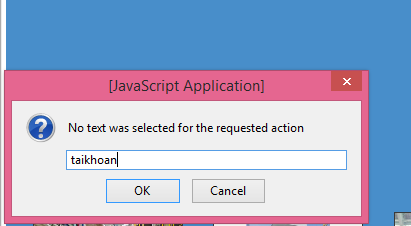 [JavaScript Application]
No text was selected for the requested action
taikhoan
OK
Cancel